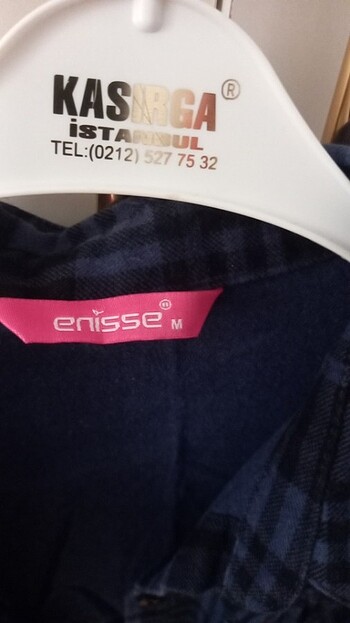 KASIRGA ®
İSTANBUL
TEL:(0212) 527 75 32
enisse ® M